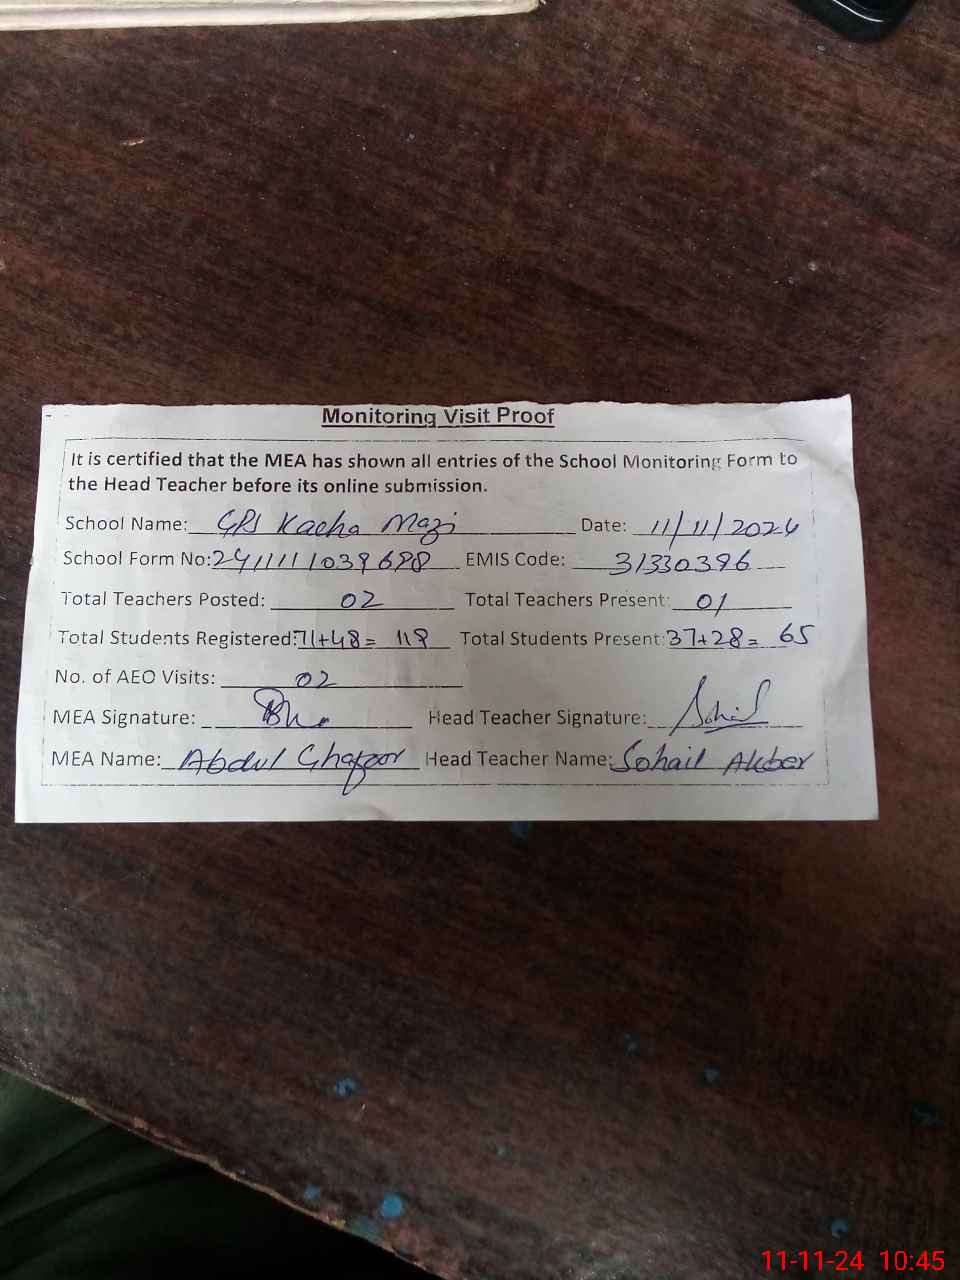 Monitoring Visit Proof
It is certified that the MEA has shown all entries of the School Monitoring Form to
the Head Teacher before its online submission.
School Name: GPS Kacha Mazi Date: 11/11/2024
School Form No: 2411111039698 EMIS Code: 31330396
Total Teachers Posted: 02 Total Teachers Present: 01
Total Students Registered: 71+48= 119 Total Students Present: 37+28= 65
No. of AEO Visits: 02
MEA Signature: Head Teacher Signature: Sohail
MEA Name: Abdul Ghafoor Head Teacher Name: Sohail Akber
11-11-24 10:45